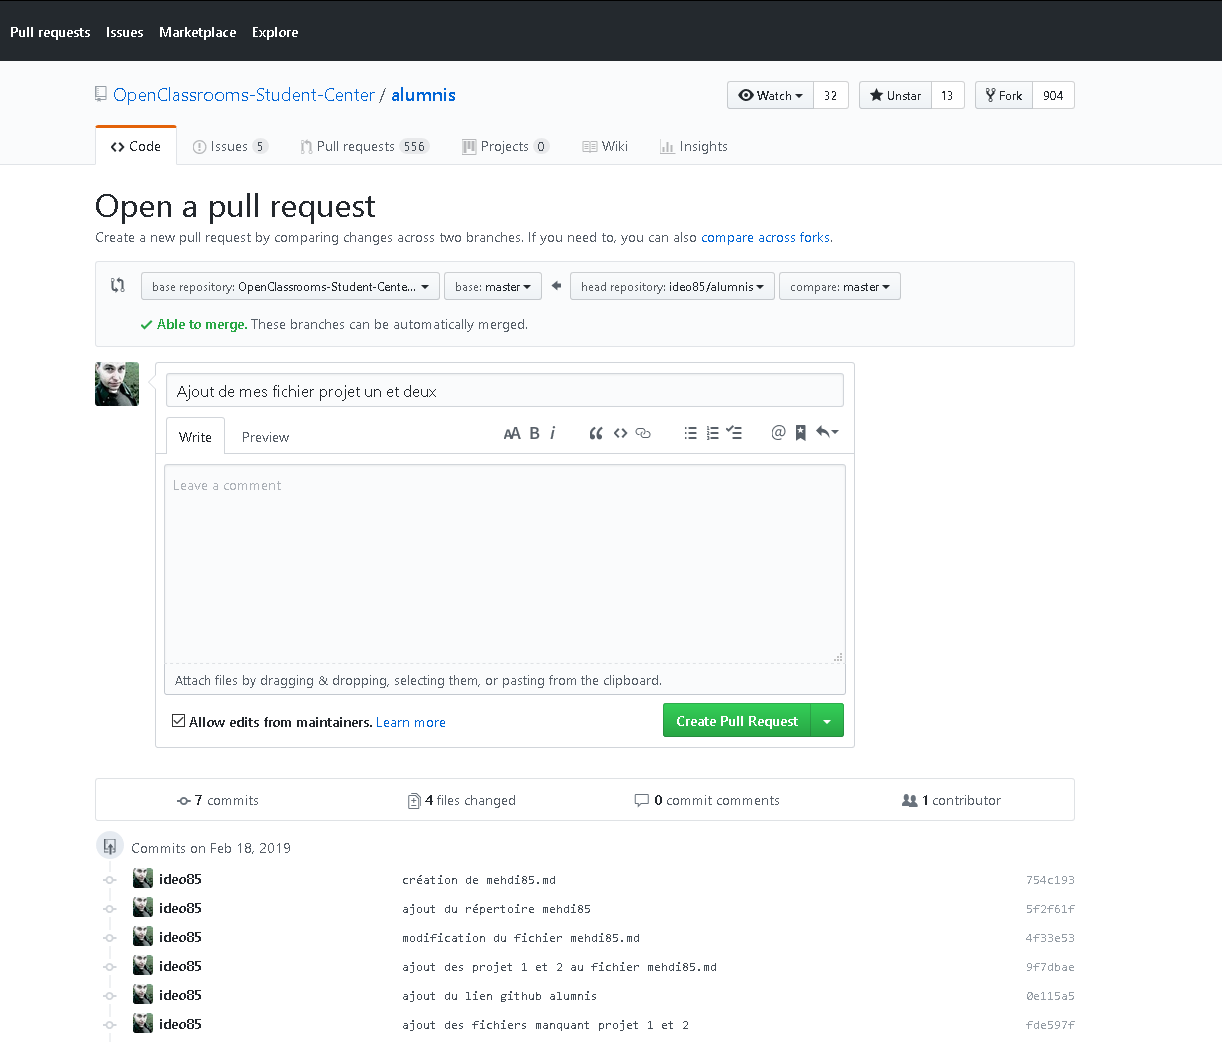 Pull requests Issues Marketplace Explore
OpenClassrooms-Student-Center / alumnis
Watch 32 Unstar 13 Fork 904
Code Issues 5 Pull requests 556 Projects 0 Wiki Insights
Open a pull request
Create a new pull request by comparing changes across two branches. If you need to, you can also compare across forks.
base repository: OpenClassrooms-Student-Cente... base: master head repository: ideo85/alumnis compare: master
Able to merge. These branches can be automatically merged.
Ajout de mes fichier projet un et deux
Write Preview AA B i @
Leave a comment
Attach files by dragging & dropping, selecting them, or pasting from the clipboard.
Allow edits from maintainers. Learn more Create Pull Request
7 commits 4 files changed 0 commit comments 1 contributor
Commits on Feb 18, 2019
ideo85 création de mehdi85.md 754c193
ideo85 ajout du répertoire mehdi85 5f2f61f
ideo85 modification du fichier mehdi85.md 4f33e53
ideo85 ajout des projet 1 et 2 au fichier mehdi85.md 9f7dbae
ideo85 ajout du lien github alumnis 0e115a5
ideo85 ajout des fichiers manquant projet 1 et 2 fde597f